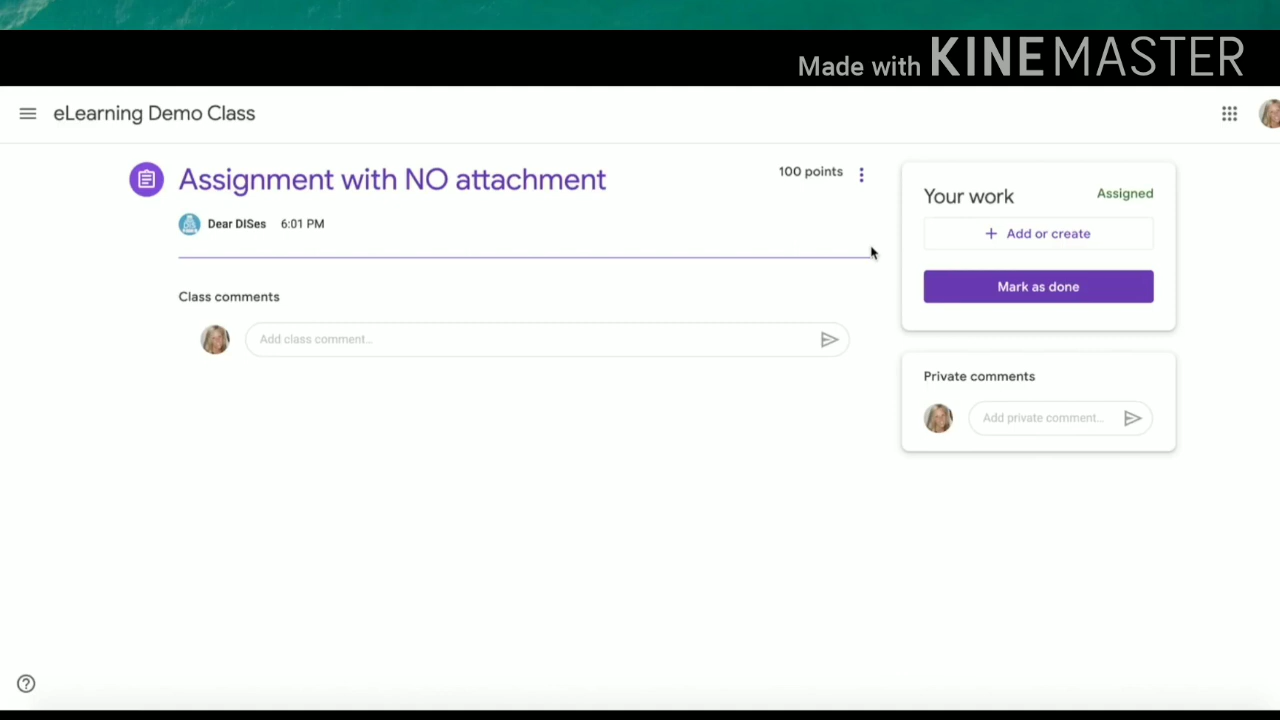 Made with KINEMASTER
eLearning Demo Class
Assignment with NO attachment
100 points
Dear DISes 6:01 PM
Class comments
Add class comment...
Your work
Assigned
+ Add or create
Mark as done
Private comments
Add private comment...